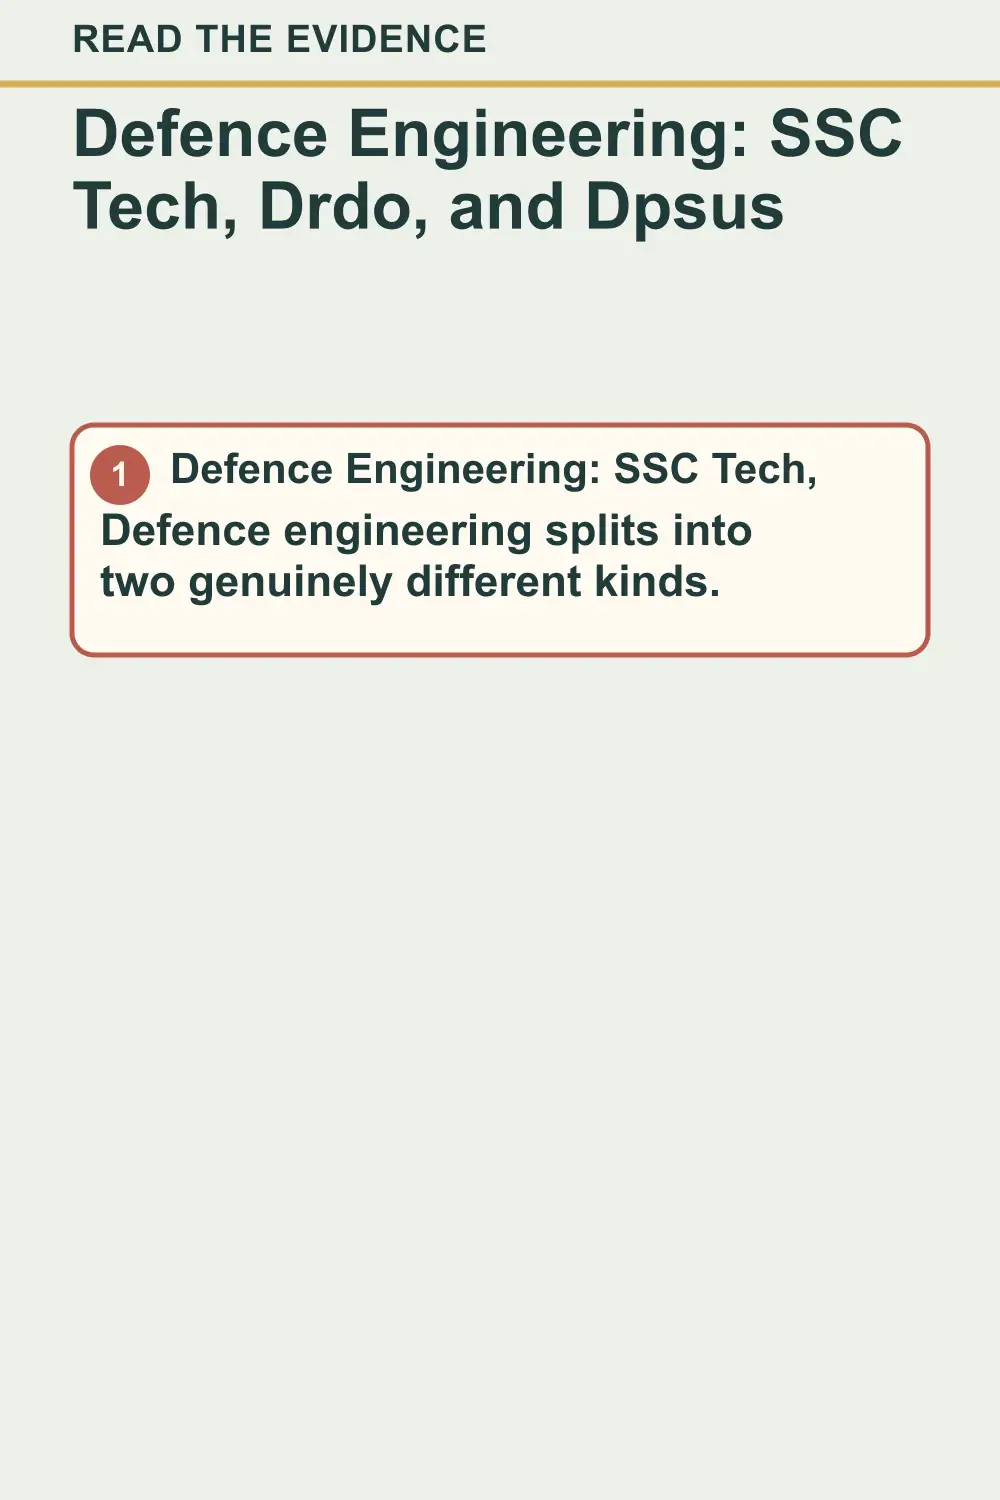 READ THE EVIDENCE
Defence Engineering: SSC
Tech, Drdo, and Dpsus
1 Defence Engineering: SSC Tech,
Defence engineering splits into
two genuinely different kinds.